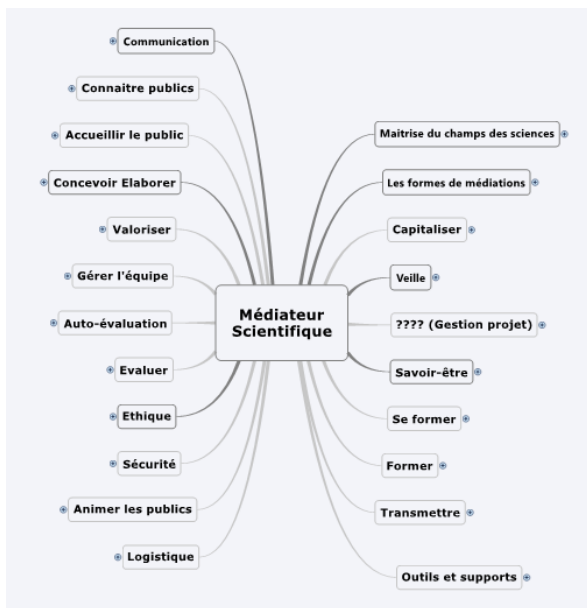 Communication
Connaitre publics
Accueillir le public
Concevoir Elaborer
Valoriser
Gérer l'équipe
Auto-évaluation
Evaluer
Ethique
Sécurité
Animer les publics
Logistique
Médiateur
Scientifique
Maitrise du champs des sciences
Les formes de médiations
Capitaliser
Veille
???? (Gestion projet)
Savoir-être
Se former
Former
Transmettre
Outils et supports